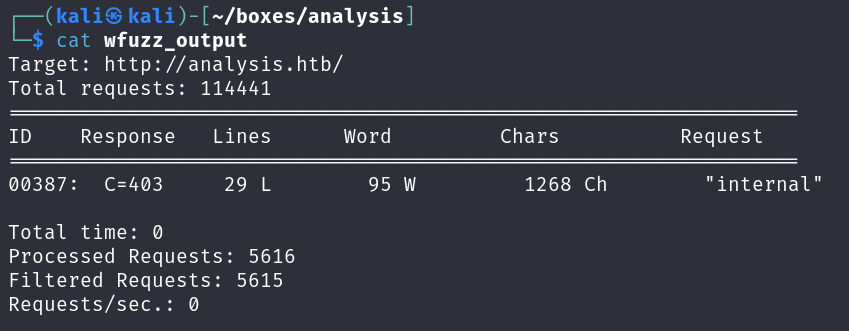 ┌──(kali㉿kali)-[~/boxes/analysis]
└─$ cat wfuzz_output
Target: http://analysis.htb/
Total requests: 114441
==================================================================
ID    Response   Lines      Word         Chars          Request
==================================================================
00387:  C=403     29 L        95 W         1268 Ch        "internal"

Total time: 0
Processed Requests: 5616
Filtered Requests: 5615
Requests/sec.: 0